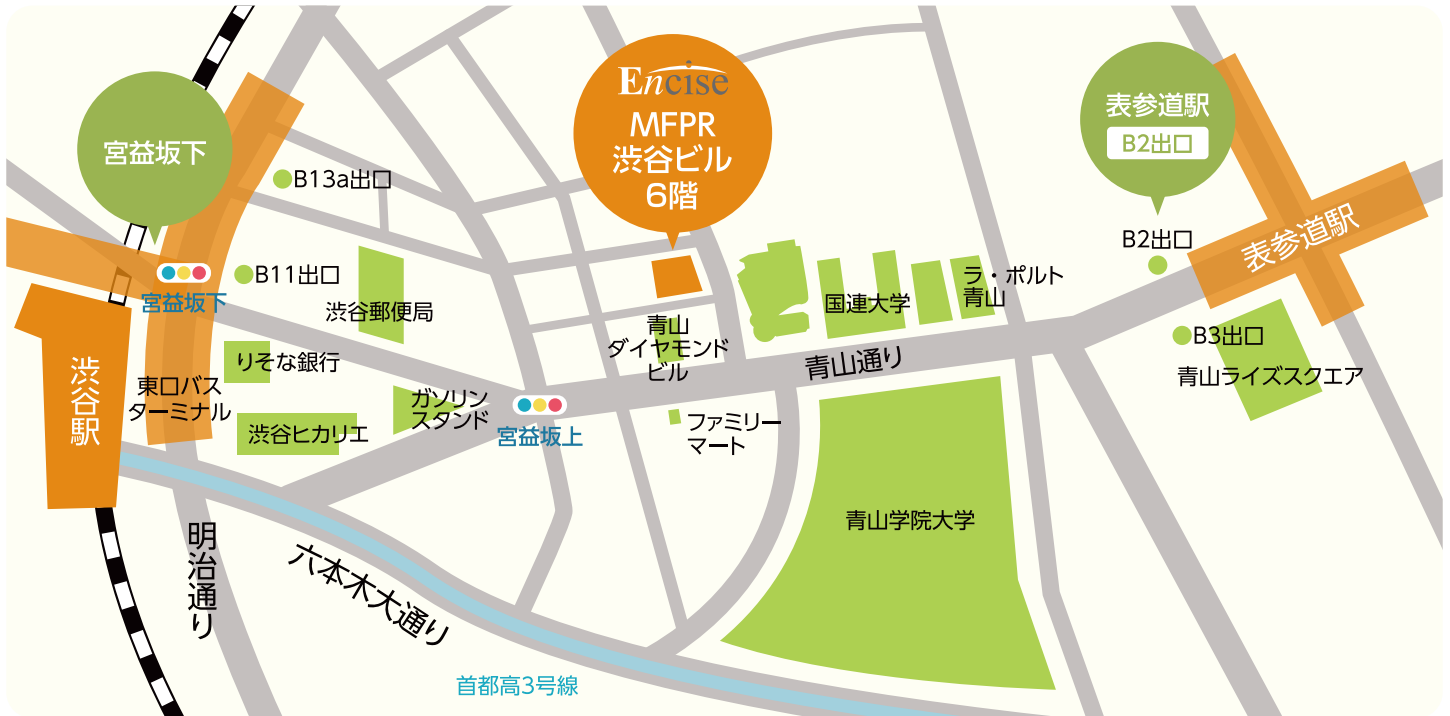 宮益坂下
Encise
MFPR
渋谷ビル
6階
表参道駅
B2出口
B13a出口
B2出口
表参道駅
B11出口
宮益坂下
渋谷郵便局
国連大学
ラ・ポルト
青山
青山
ダイヤモンド
ビル
青山通り
B3出口
青山ライズスクエア
渋谷駅
りそな銀行
東口バス
ターミナル
渋谷ヒカリエ
ガソリン
スタンド
宮益坂上
ファミリー
マート
青山学院大学
明治通り
六本木大通り
首都高3号線